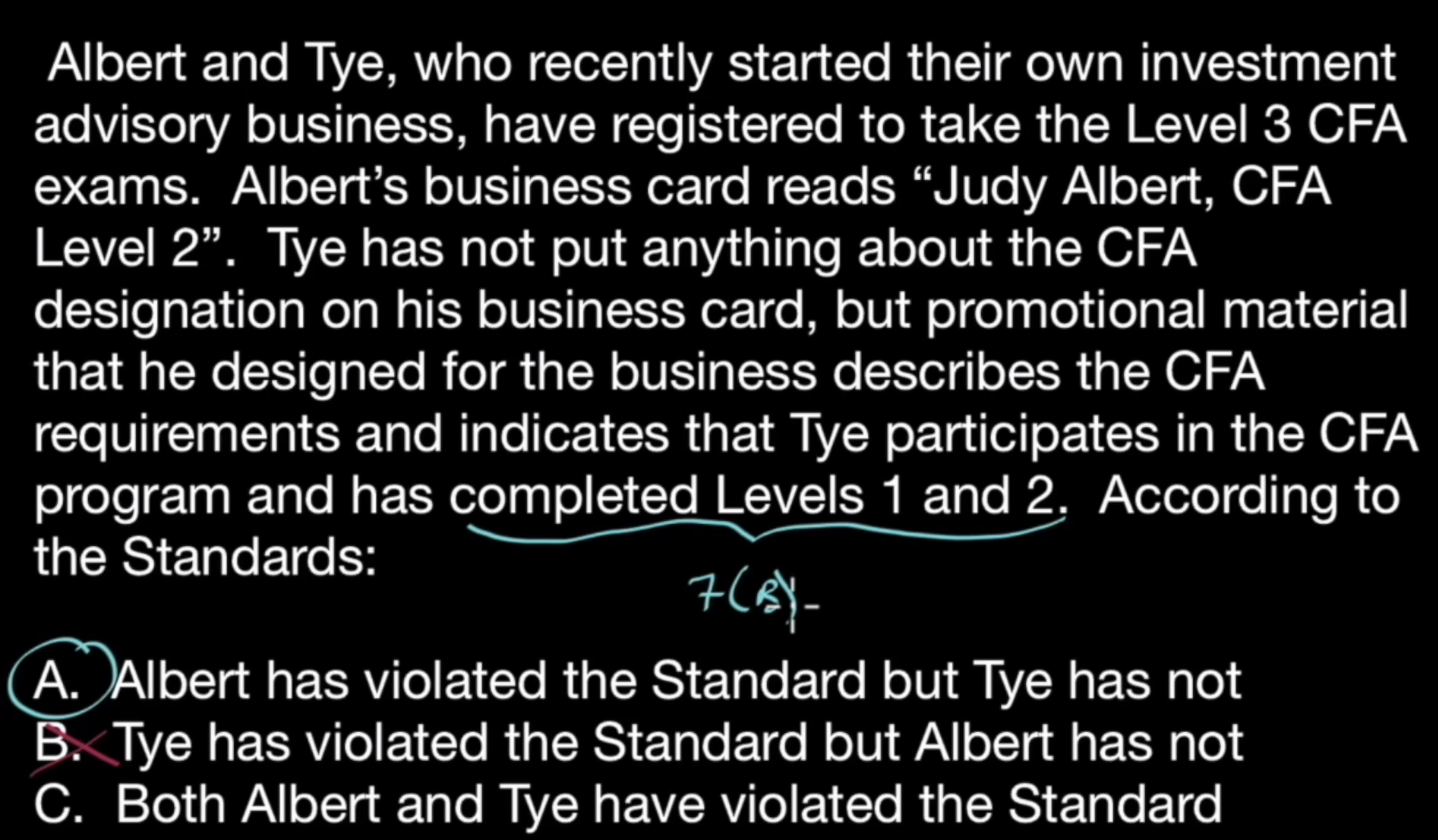 Albert and Tye, who recently started their own investment
advisory business, have registered to take the Level 3 CFA
exams.  Albert’s business card reads “Judy Albert, CFA
Level 2”.  Tye has not put anything about the CFA
designation on his business card, but promotional material
that he designed for the business describes the CFA
requirements and indicates that Tye participates in the CFA
program and has completed Levels 1 and 2.  According to
the Standards:
7(B)-
A. Albert has violated the Standard but Tye has not
B. Tye has violated the Standard but Albert has not
C. Both Albert and Tye have violated the Standard